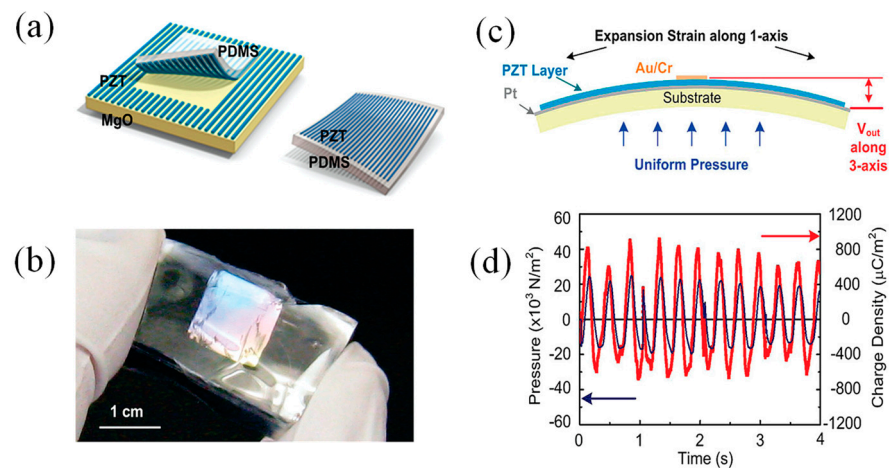 (a)
PDMS
PZT
MgO
PZT
PDMS
(b)
1 cm
(c)
Expansion Strain along 1-axis
Au/Cr
PZT Layer
Pt
Substrate
Uniform Pressure
Vout
along
3-axis
(d)
Pressure (x10³ N/m²)
60
40
20
0
-20
-40
-60
0
1
2
3
4
Time (s)
1200
800
400
0
-400
-800
-1200
Charge Density (μC/m²)